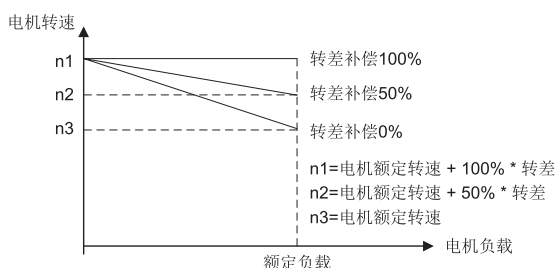 电机转速
n1
转差补偿100%
n2
转差补偿50%
n3
转差补偿0%
n1=电机额定转速 + 100% * 转差
n2=电机额定转速 + 50% * 转差
n3=电机额定转速
电机负载
额定负载